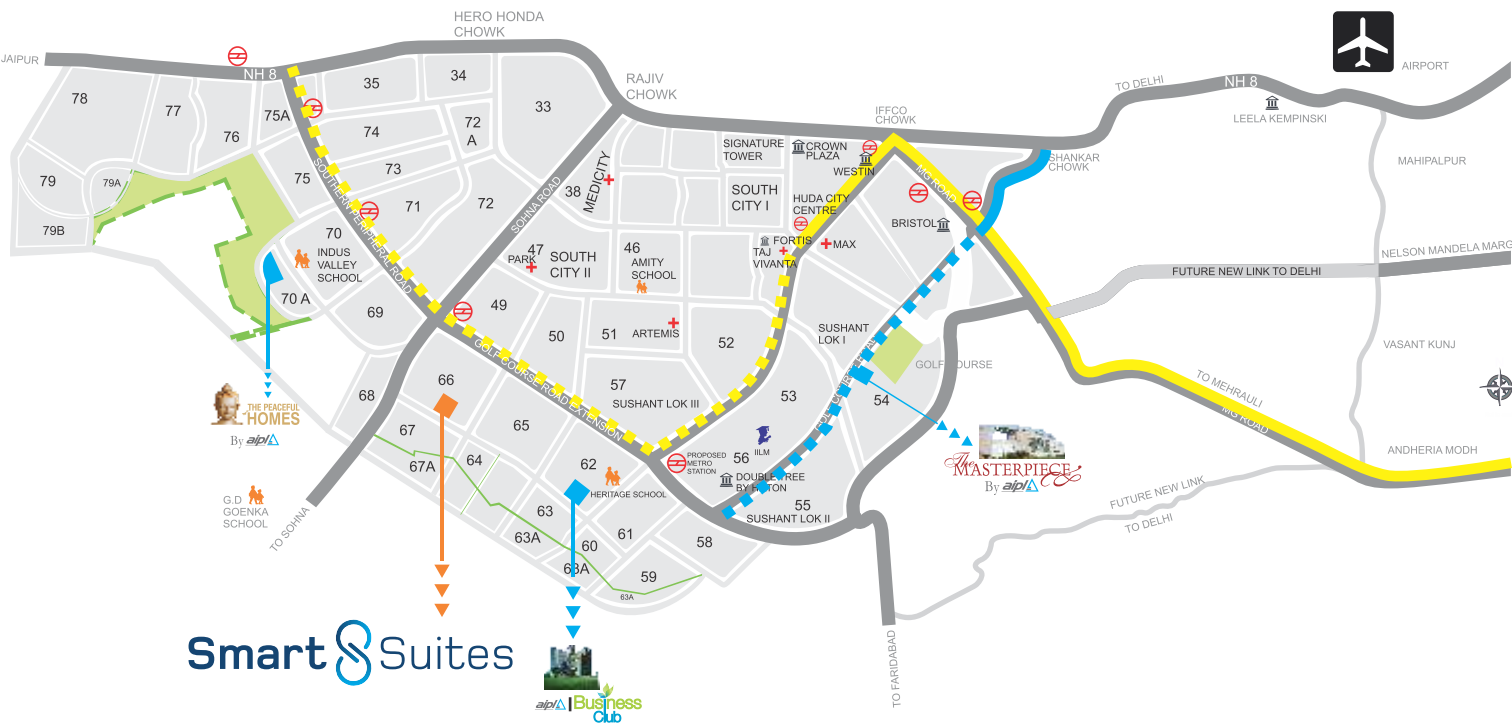 HERO HONDA
CHOWK
JAIPUR
NH 8
AIRPORT
TO DELHI
NH 8
LEELA KEMPINSKI
RAJIV
CHOWK
IFFCO
CHOWK
SHANKAR
CHOWK
MAHIPALPUR
78
77
76
75A
35
34
33
74
72
A
73
75
71
72
79
79A
79B
SOUTHERN PERIPHERAL ROAD
SOHNA ROAD
38
MEDICITY
SIGNATURE
TOWER
CROWN
PLAZA
WESTIN
MG ROAD
SOUTH
CITY I
HUDA CITY
CENTRE
BRISTOL
FORTIS
TAJ
VIVANTA
MAX
70
INDUS
VALLEY
SCHOOL
70 A
69
47
PARK
SOUTH
CITY II
46
AMITY
SCHOOL
NELSON MANDELA MARG
FUTURE NEW LINK TO DELHI
49
50
51
ARTEMIS
52
SUSHANT
LOK I
GOLF COURSE
VASANT KUNJ
GOLF COURSE ROAD EXTENSION
57
SUSHANT LOK III
53
54
TO MEHRAULI
MG ROAD
68
66
65
67
67A
64
62
HERITAGE SCHOOL
PROPOSED
METRO
STATION
56
IILM
DOUBLE TREE
BY HILTON
55
SUSHANT LOK II
ANDHERIA MODH
FUTURE NEW LINK
TO DELHI
THE PEACEFUL
HOMES
By aipl
The
MASTERPIECE
By aipl
G.D
GOENKA
SCHOOL
TO SOHNA
63
63A
60
61
58
63A
59
63A
TO FARIDABAD
Smart Suites
aipl | Business
Club